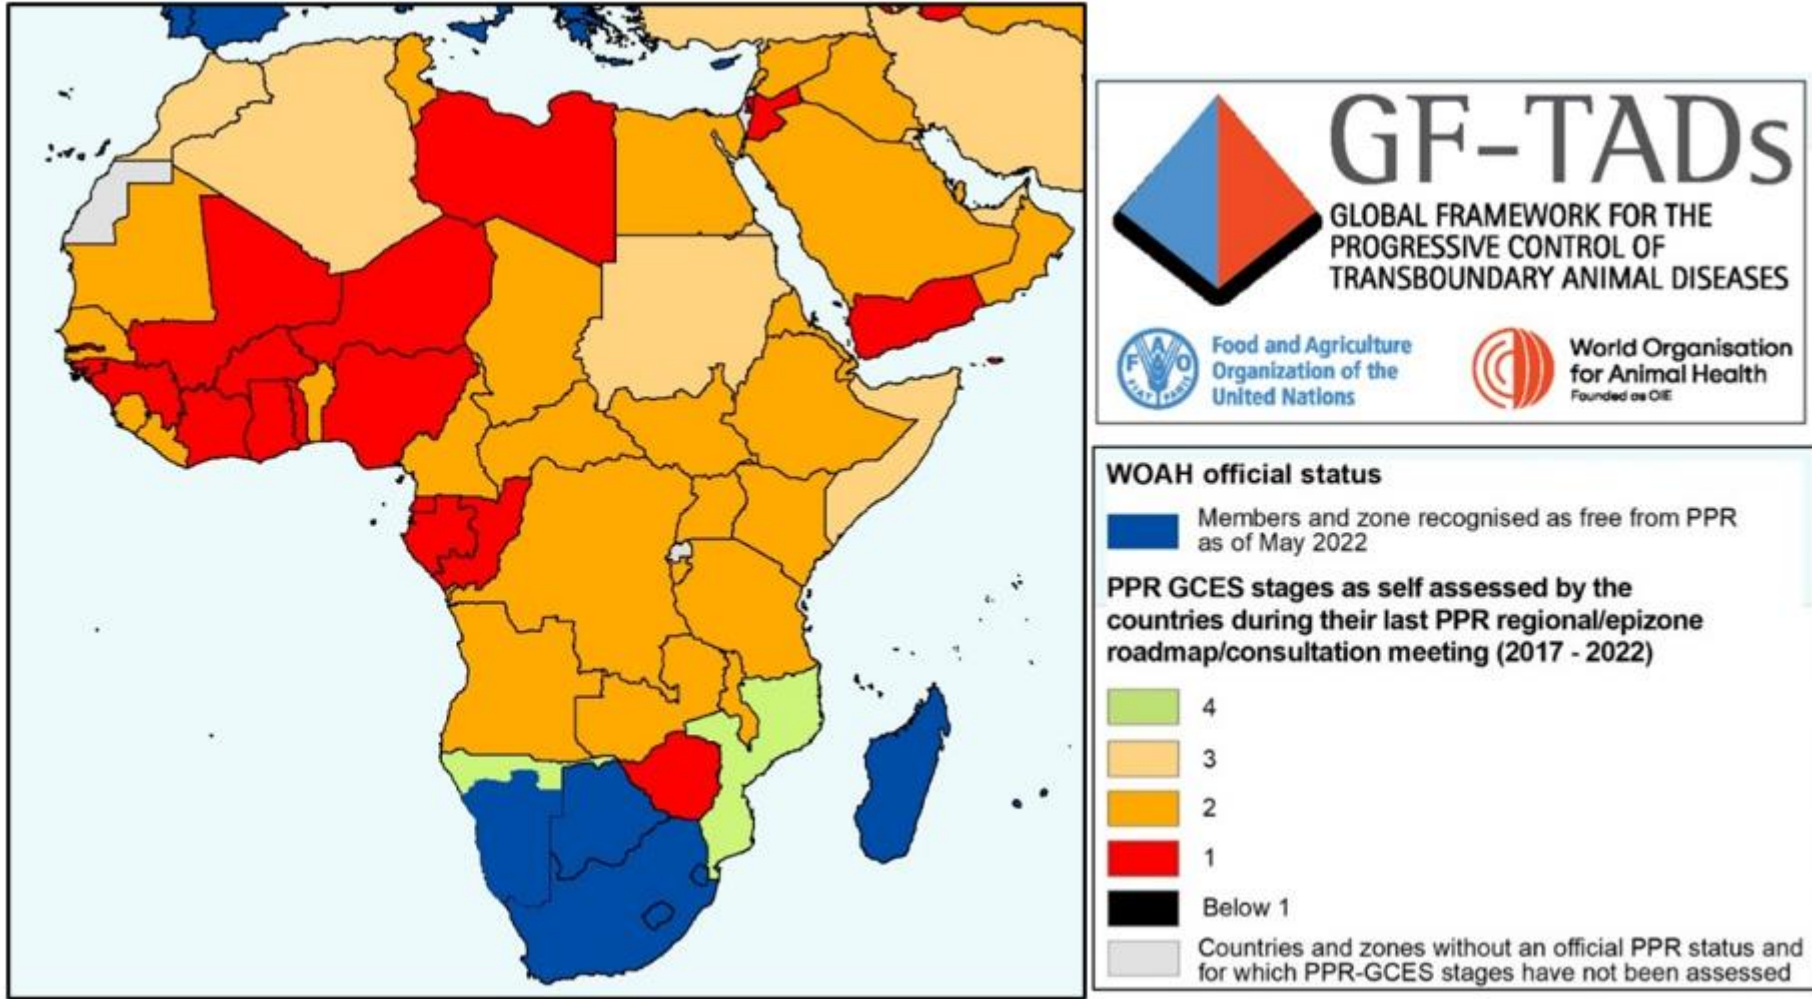 GF-TADs
GLOBAL FRAMEWORK FOR THE
PROGRESSIVE CONTROL OF
TRANSBOUNDARY ANIMAL DISEASES
FAO
FIAT PANIS
Food and Agriculture
Organization of the
United Nations
World Organisation
for Animal Health
Founded as OIE
WOAH official status
Members and zone recognised as free from PPR
as of May 2022
PPR GCES stages as self assessed by the
countries during their last PPR regional/epizone
roadmap/consultation meeting (2017 - 2022)
4
3
2
1
Below 1
Countries and zones without an official PPR status and
for which PPR-GCES stages have not been assessed